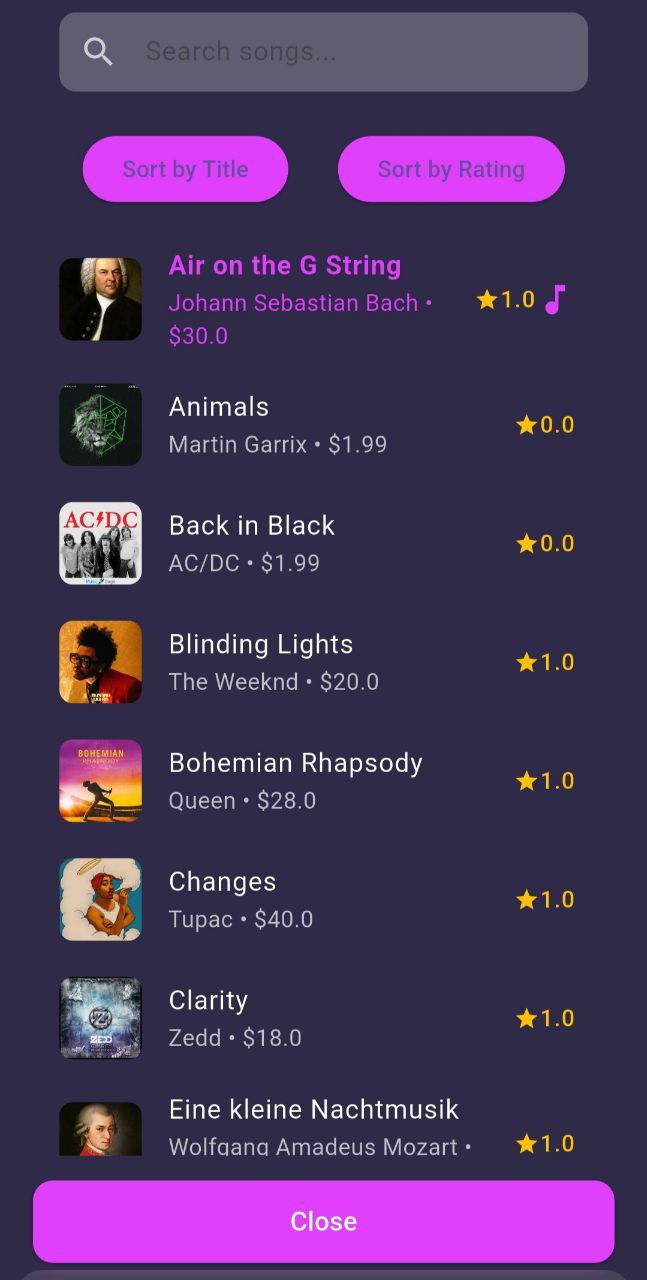 Search songs...
Sort by Title
Sort by Rating
Air on the G String
Johann Sebastian Bach •
$30.0
1.0
Animals
Martin Garrix • $1.99
0.0
AC/DC
Back in Black
AC/DC • $1.99
0.0
Blinding Lights
The Weeknd • $20.0
1.0
BOHEMIAN
RHAPSODY
Bohemian Rhapsody
Queen • $28.0
1.0
Changes
Tupac • $40.0
1.0
ZEDD
Clarity
Zedd • $18.0
1.0
Eine kleine Nachtmusik
Wolfgang Amadeus Mozart •
1.0
Close